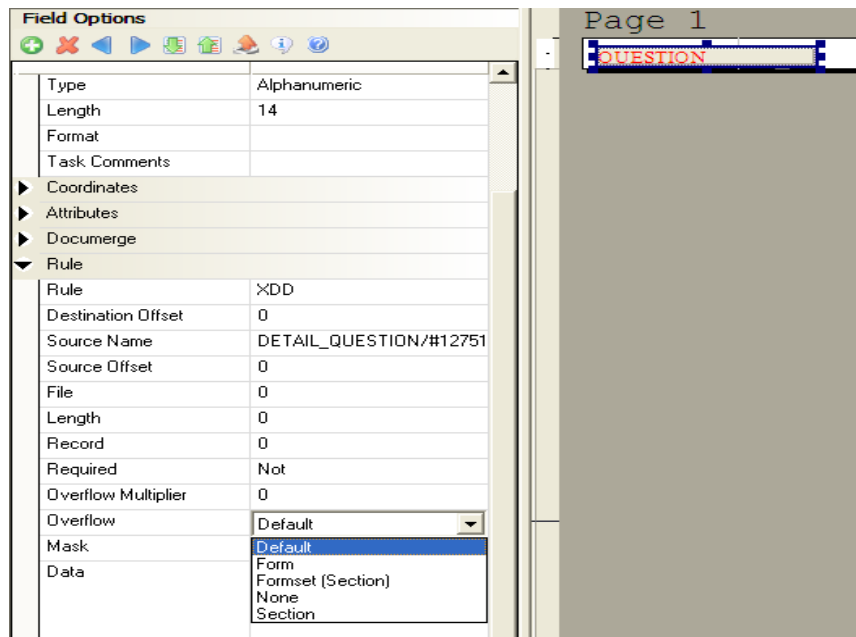 Field Options
Type Alphanumeric
Length 14
Format
Task Comments
Coordinates
Attributes
Documerge
Rule
Rule XDD
Destination Offset 0
Source Name DETAIL_QUESTION/#12751
Source Offset 0
File 0
Length 0
Record 0
Required Not
Overflow Multiplier 0
Overflow Default
Mask Default
Form
Data Formset (Section)
None
Section
Page 1
QUESTION